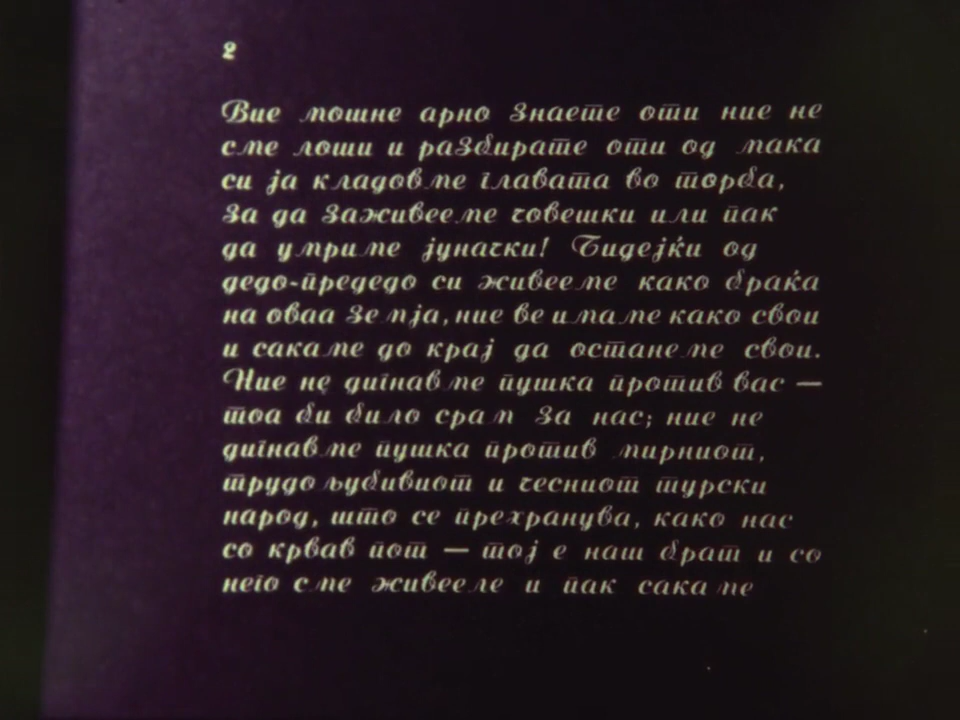 2
Вие мошне арно знаете оти ние не
сме лоши и разбирате оти од мака
си ја кладовме главата во торба,
за да заживееме човешки или пак
да умриме јуначки! Бидејќи од
дедо-предедо си живееме како браќа
на оваа земја, ние ве имаме како свои
и сакаме до крај да останеме свои.
Ние не дигнавме пушка против вас —
тоа би било срам за нас; ние не
дигнавме пушка против мирниот,
трудољубивиот и чесниот турски
народ, што се прехранува, како нас
со крвав пот — тој е наш брат и со
него сме живееле и пак сакаме